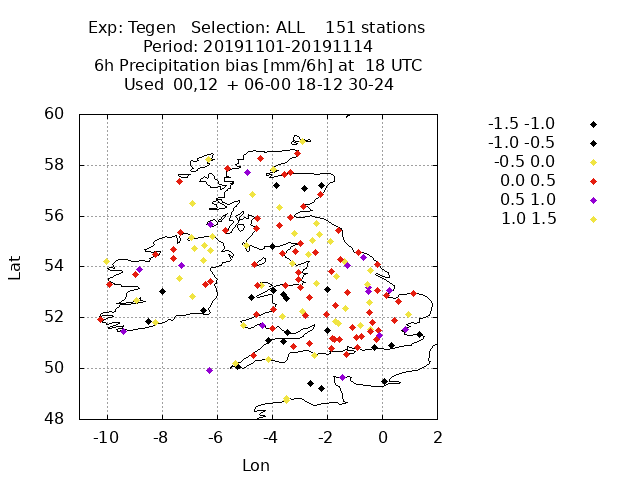 Exp: Tegen   Selection: ALL    151 stations
Period: 20191101-20191114
6h Precipitation bias [mm/6h] at  18 UTC
Used  00,12  + 06-00 18-12 30-24
60
58
56
54
52
50
48
Lat
-10 -8 -6 -4 -2 0 2
Lon
-1.5 -1.0
-1.0 -0.5
-0.5 0.0
0.0 0.5
0.5 1.0
1.0 1.5